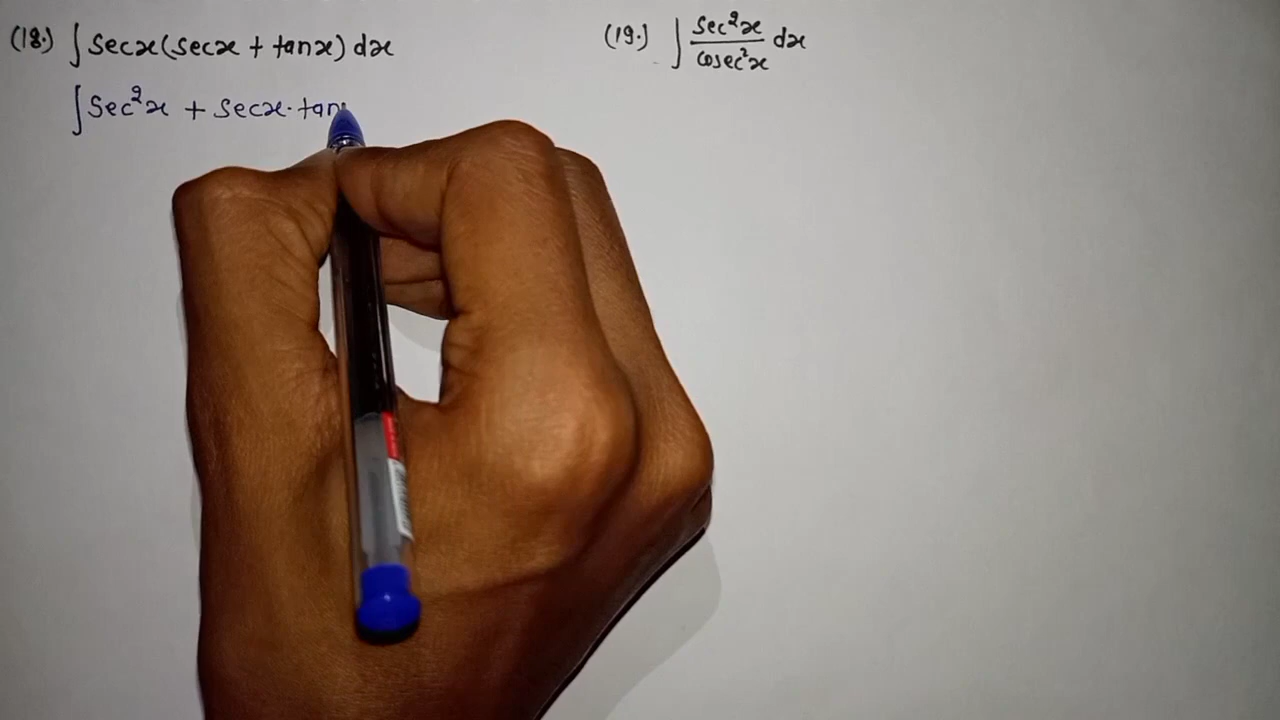 (18.) ∫ Secx(secx + tanx) dx
∫ Sec²x + Secx·tan
(19.) ∫ Sec²x / Cosec²x dx